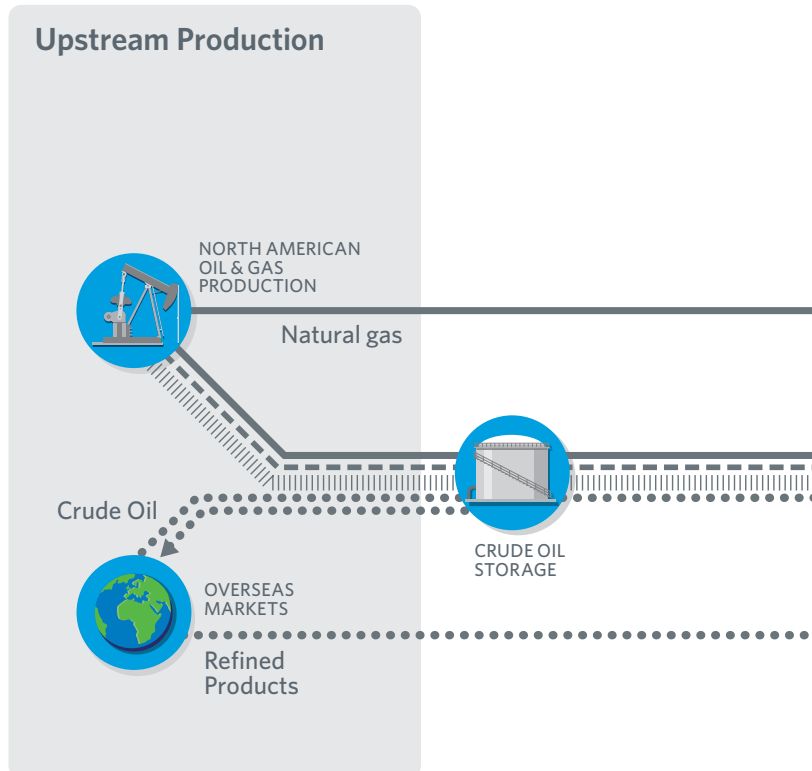 Upstream Production
NORTH AMERICAN
OIL & GAS
PRODUCTION
Natural gas
Crude Oil
CRUDE OIL
STORAGE
OVERSEAS
MARKETS
Refined
Products